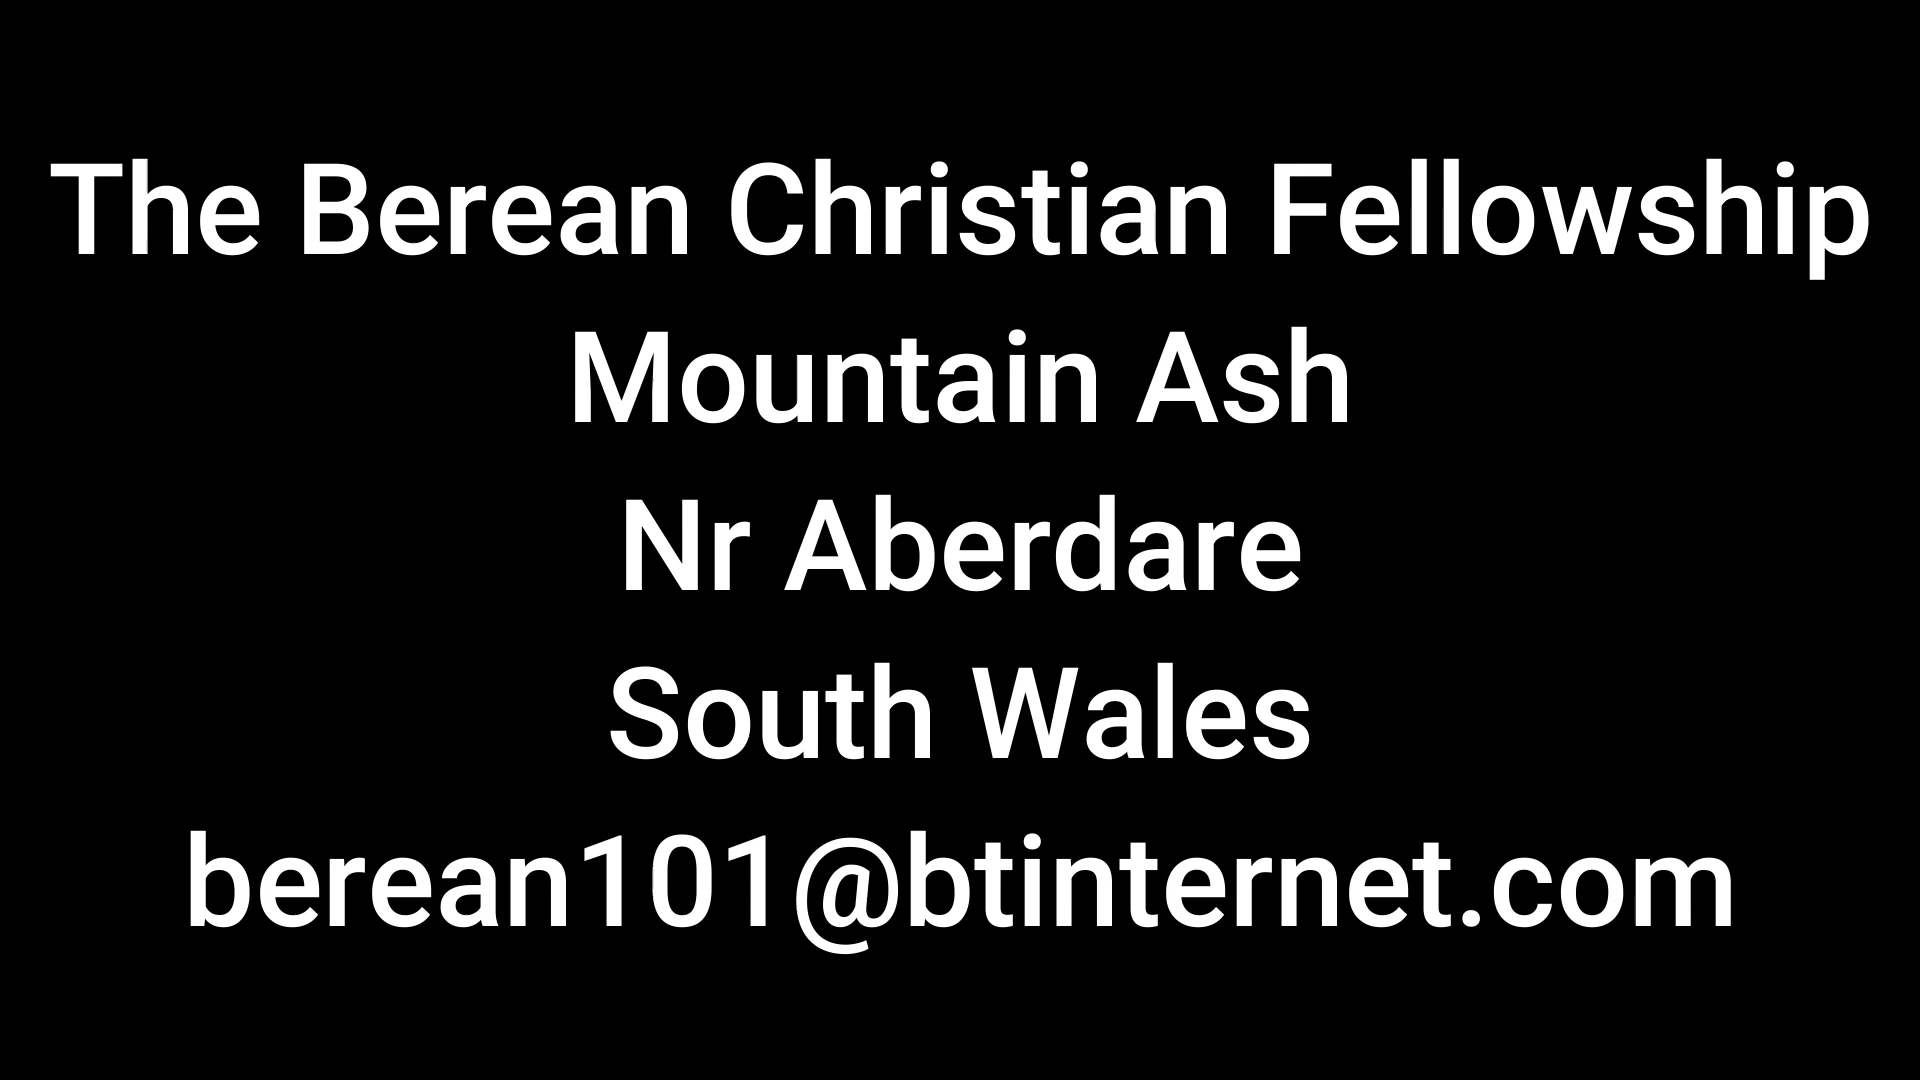 The Berean Christian Fellowship
Mountain Ash
Nr Aberdare
South Wales
berean101@btinternet.com